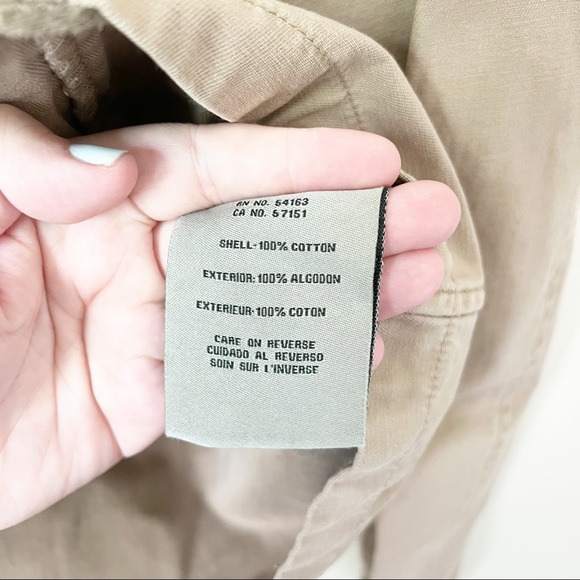 RN NO. 54163
CA NO. 57151
SHELL-100% COTTON
EXTERIOR: 100% ALGODON
EXTERIEUR-100% COTON
CARE ON REVERSE
CUIDADO AL REVERSO
SOIN SUR L'INVERSE